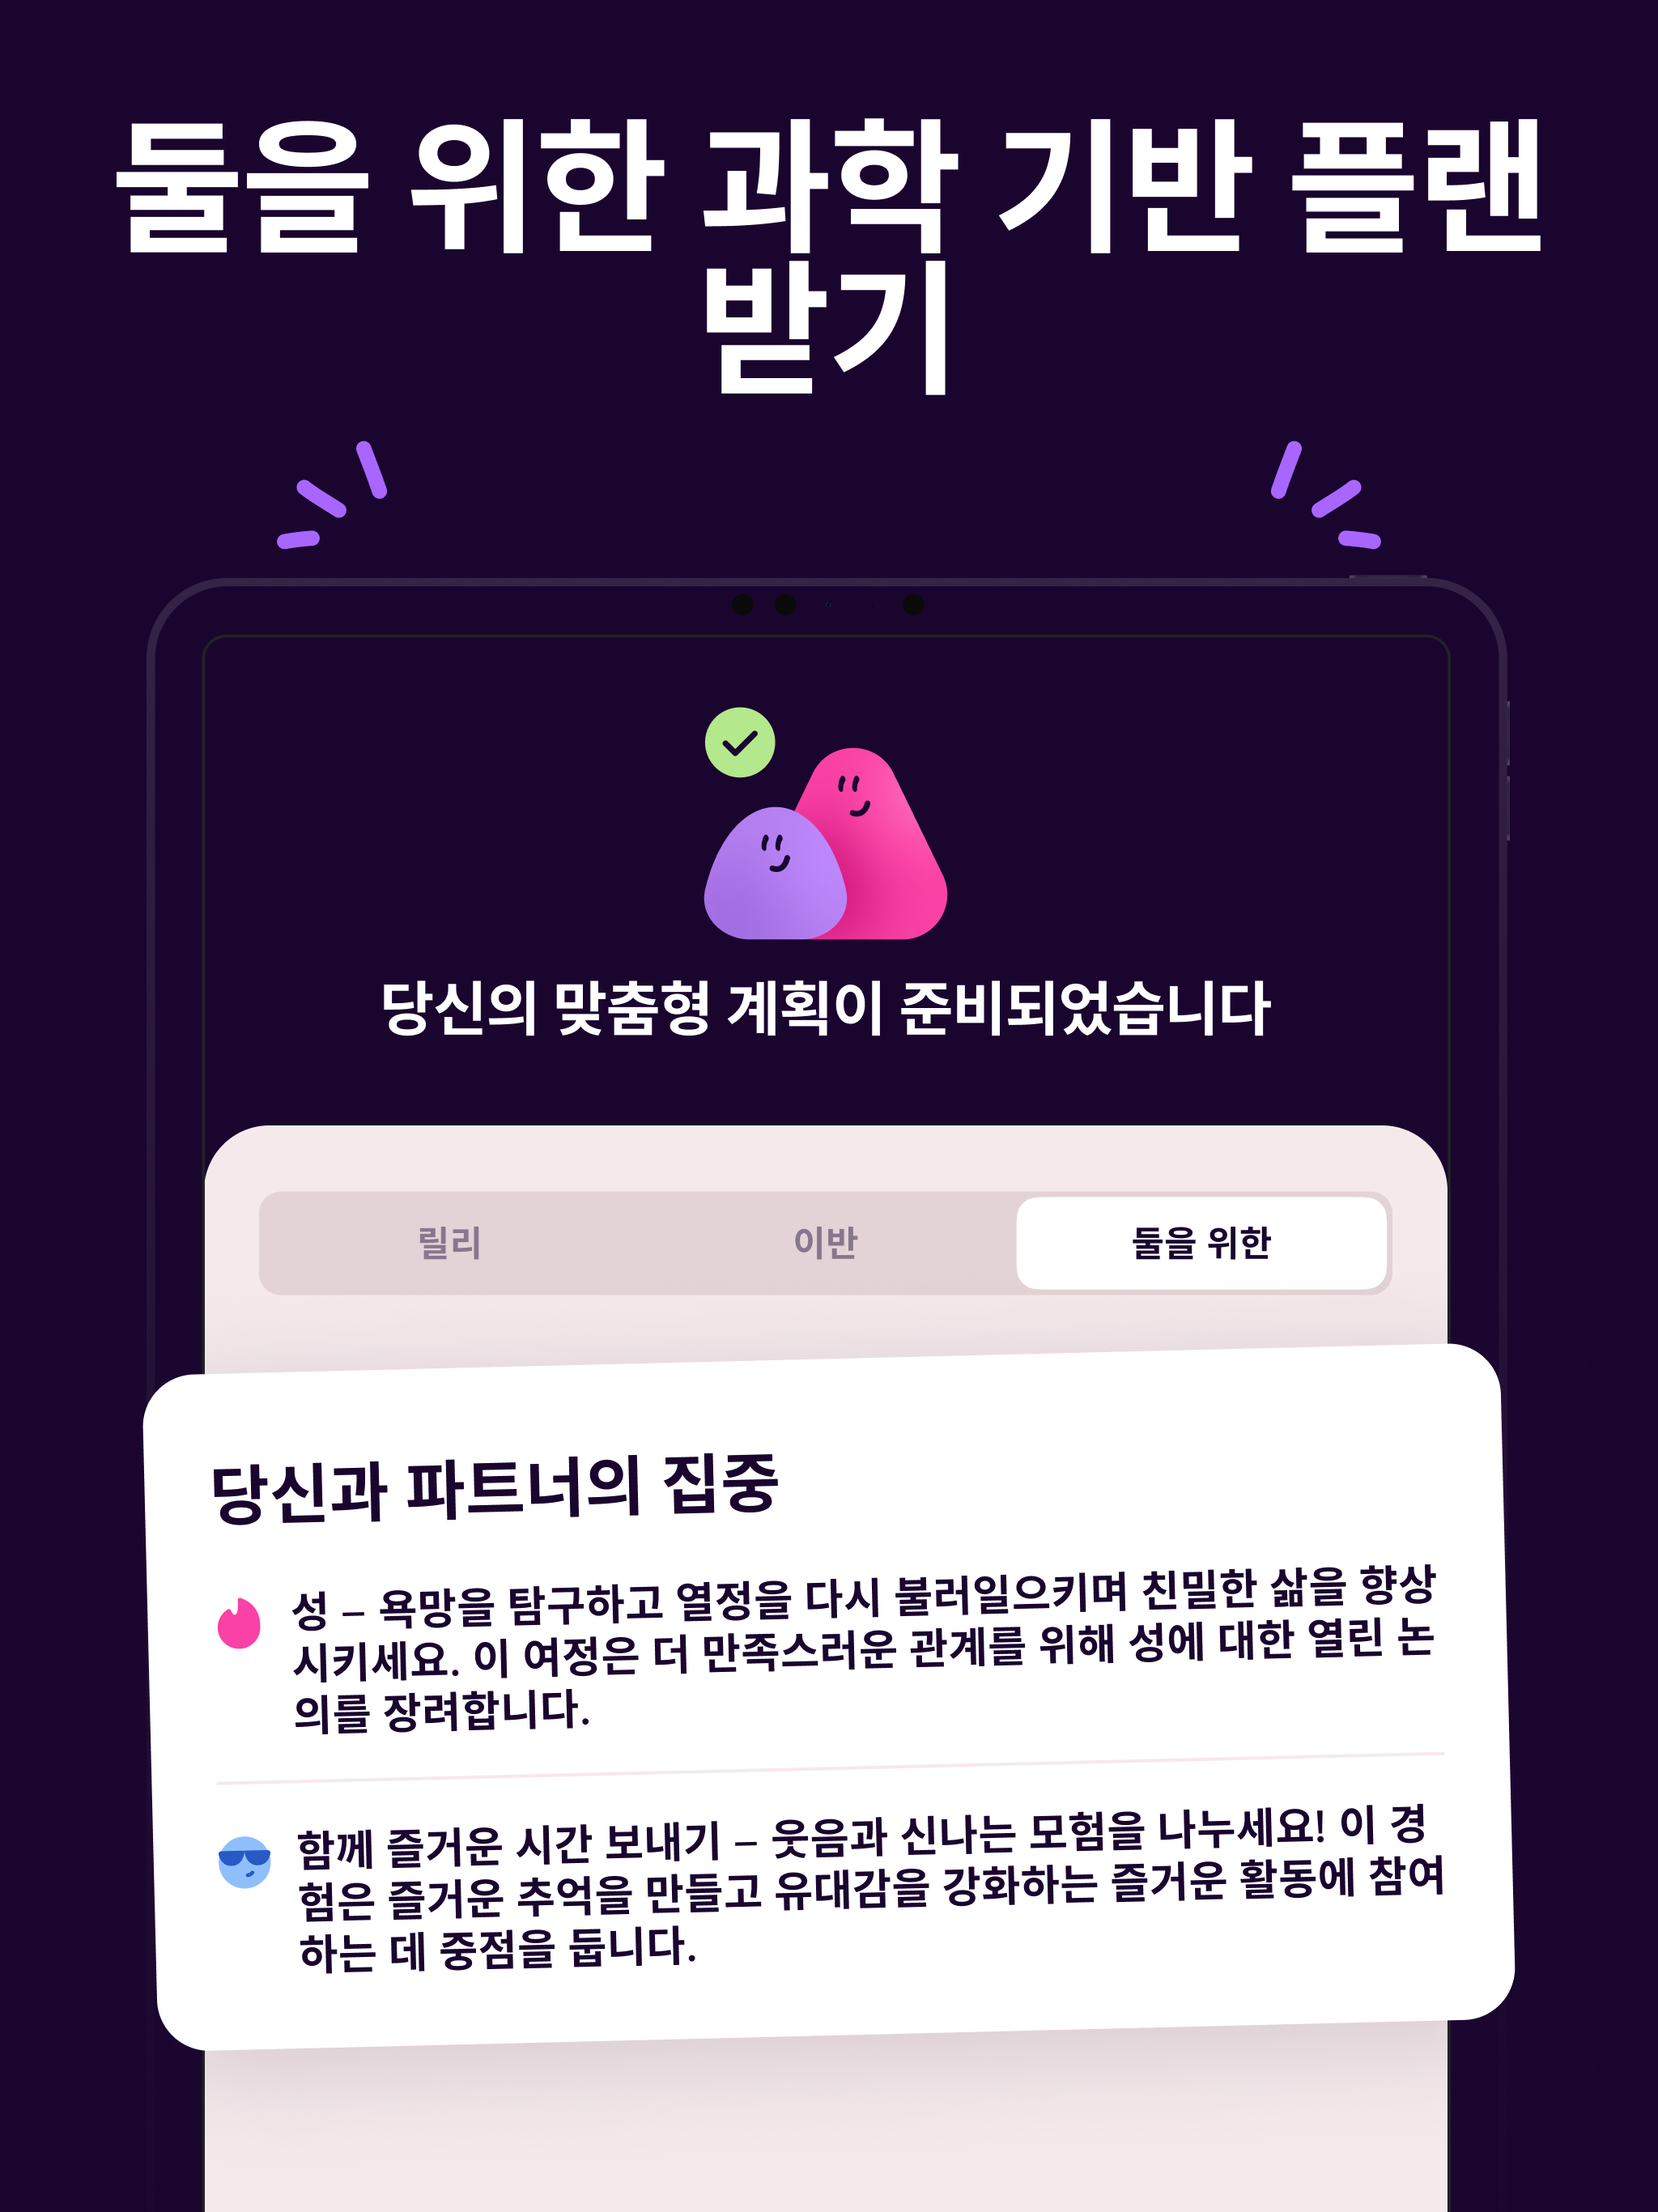 둘을 위한 과학 기반 플랜
받기
당신의 맞춤형 계획이 준비되었습니다
릴리
이반
둘을 위한
당신과 파트너의 집중
성 – 욕망을 탐구하고 열정을 다시 불러일으키며 친밀한 삶을 향상
시키세요. 이 여정은 더 만족스러운 관계를 위해 성에 대한 열린 논
의를 장려합니다.
함께 즐거운 시간 보내기 – 웃음과 신나는 모험을 나누세요! 이 경
험은 즐거운 추억을 만들고 유대감을 강화하는 즐거운 활동에 참여
하는 데 중점을 둡니다.